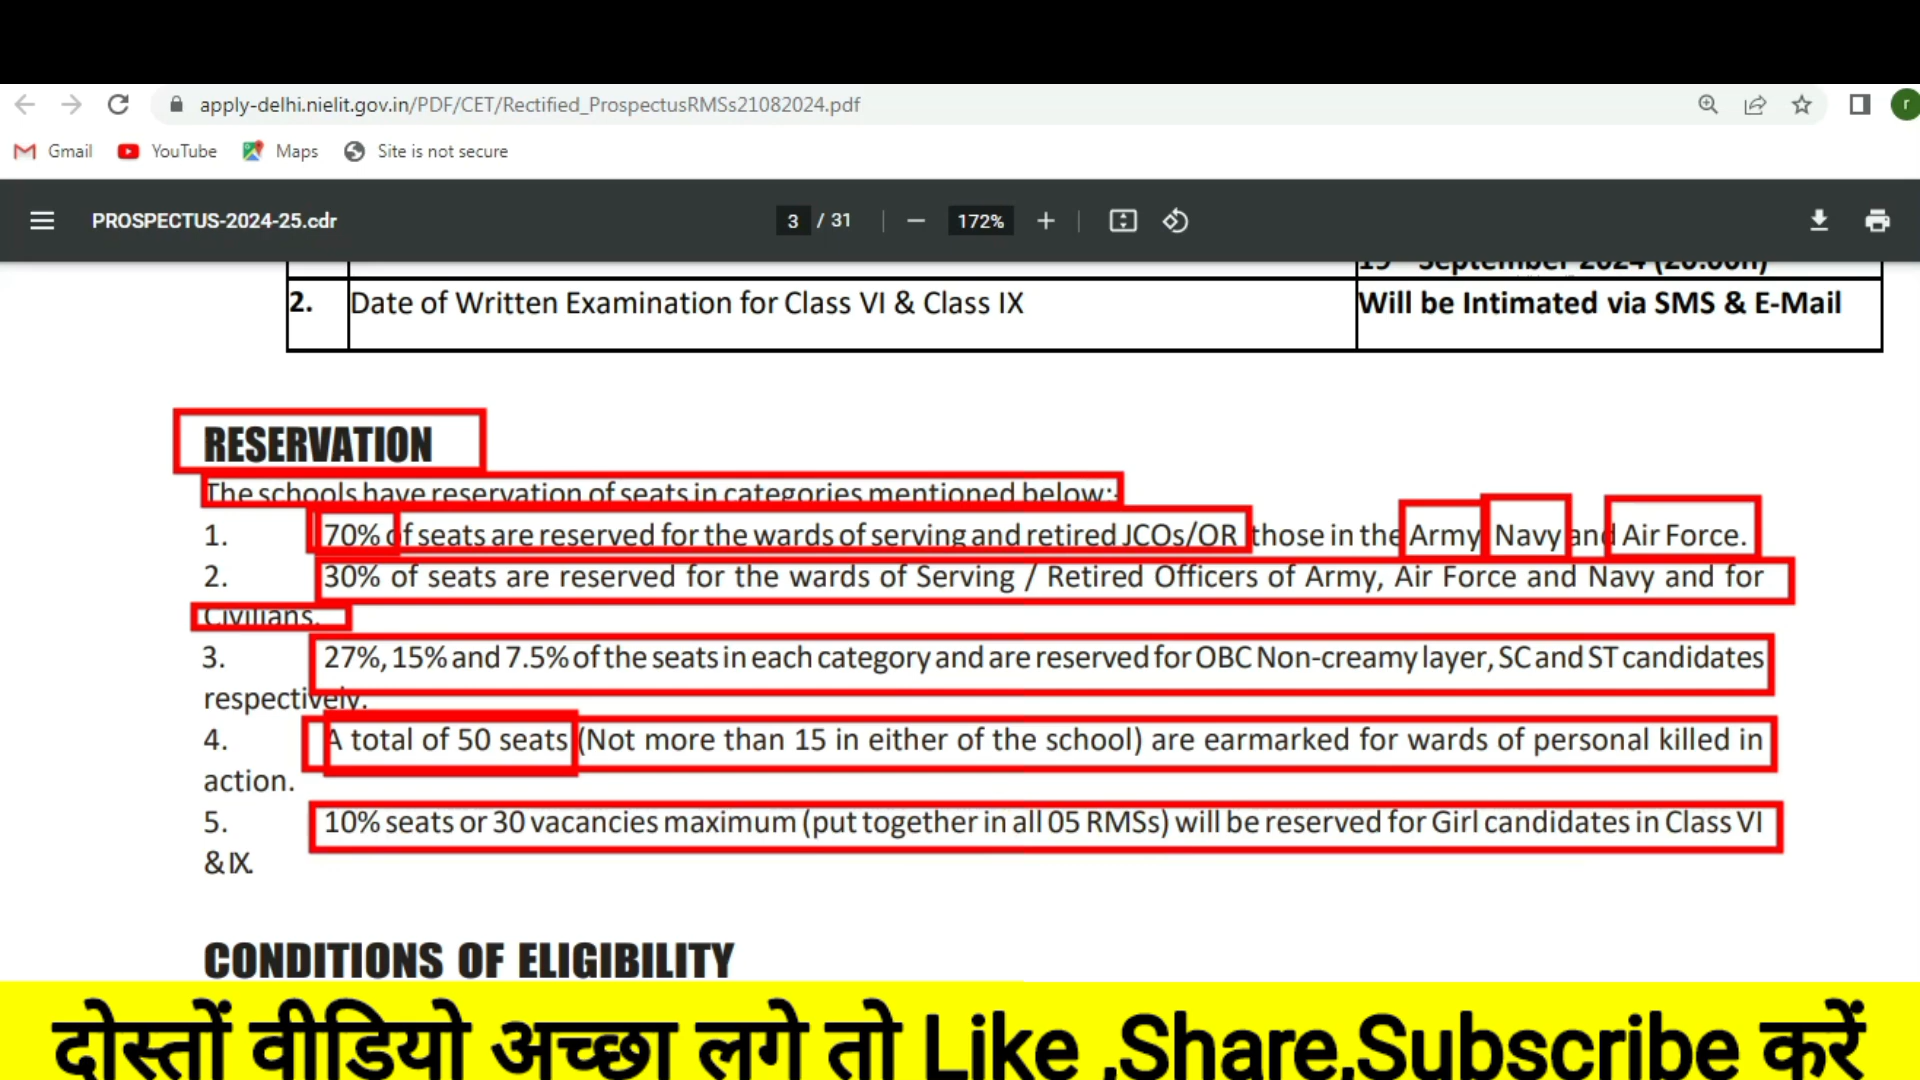 apply-delhi.nielit.gov.in/PDF/CET/Rectified_ProspectusRMSs21082024.pdf
r
Gmail YouTube Maps Site is not secure
PROSPECTUS-2024-25.cdr 3 / 31 172%
19 September 2024 (20.00h)
2. Date of Written Examination for Class VI & Class IX Will be Intimated via SMS & E-Mail
RESERVATION
The schools have reservation of seats in categories mentioned below:-
1. 70% of seats are reserved for the wards of serving and retired JCOs/OR those in the Army Navy and Air Force.
2. 30% of seats are reserved for the wards of Serving / Retired Officers of Army, Air Force and Navy and for
Civilians.
3. 27%, 15% and 7.5% of the seats in each category and are reserved for OBC Non-creamy layer, SC and ST candidates
respectively.
4. A total of 50 seats (Not more than 15 in either of the school) are earmarked for wards of personal killed in
action.
5. 10% seats or 30 vacancies maximum (put together in all 05 RMSs) will be reserved for Girl candidates in Class VI
& IX.
CONDITIONS OF ELIGIBILITY
दोस्तों वीडियो अच्छा लगे तो Like ,Share,Subscribe करें